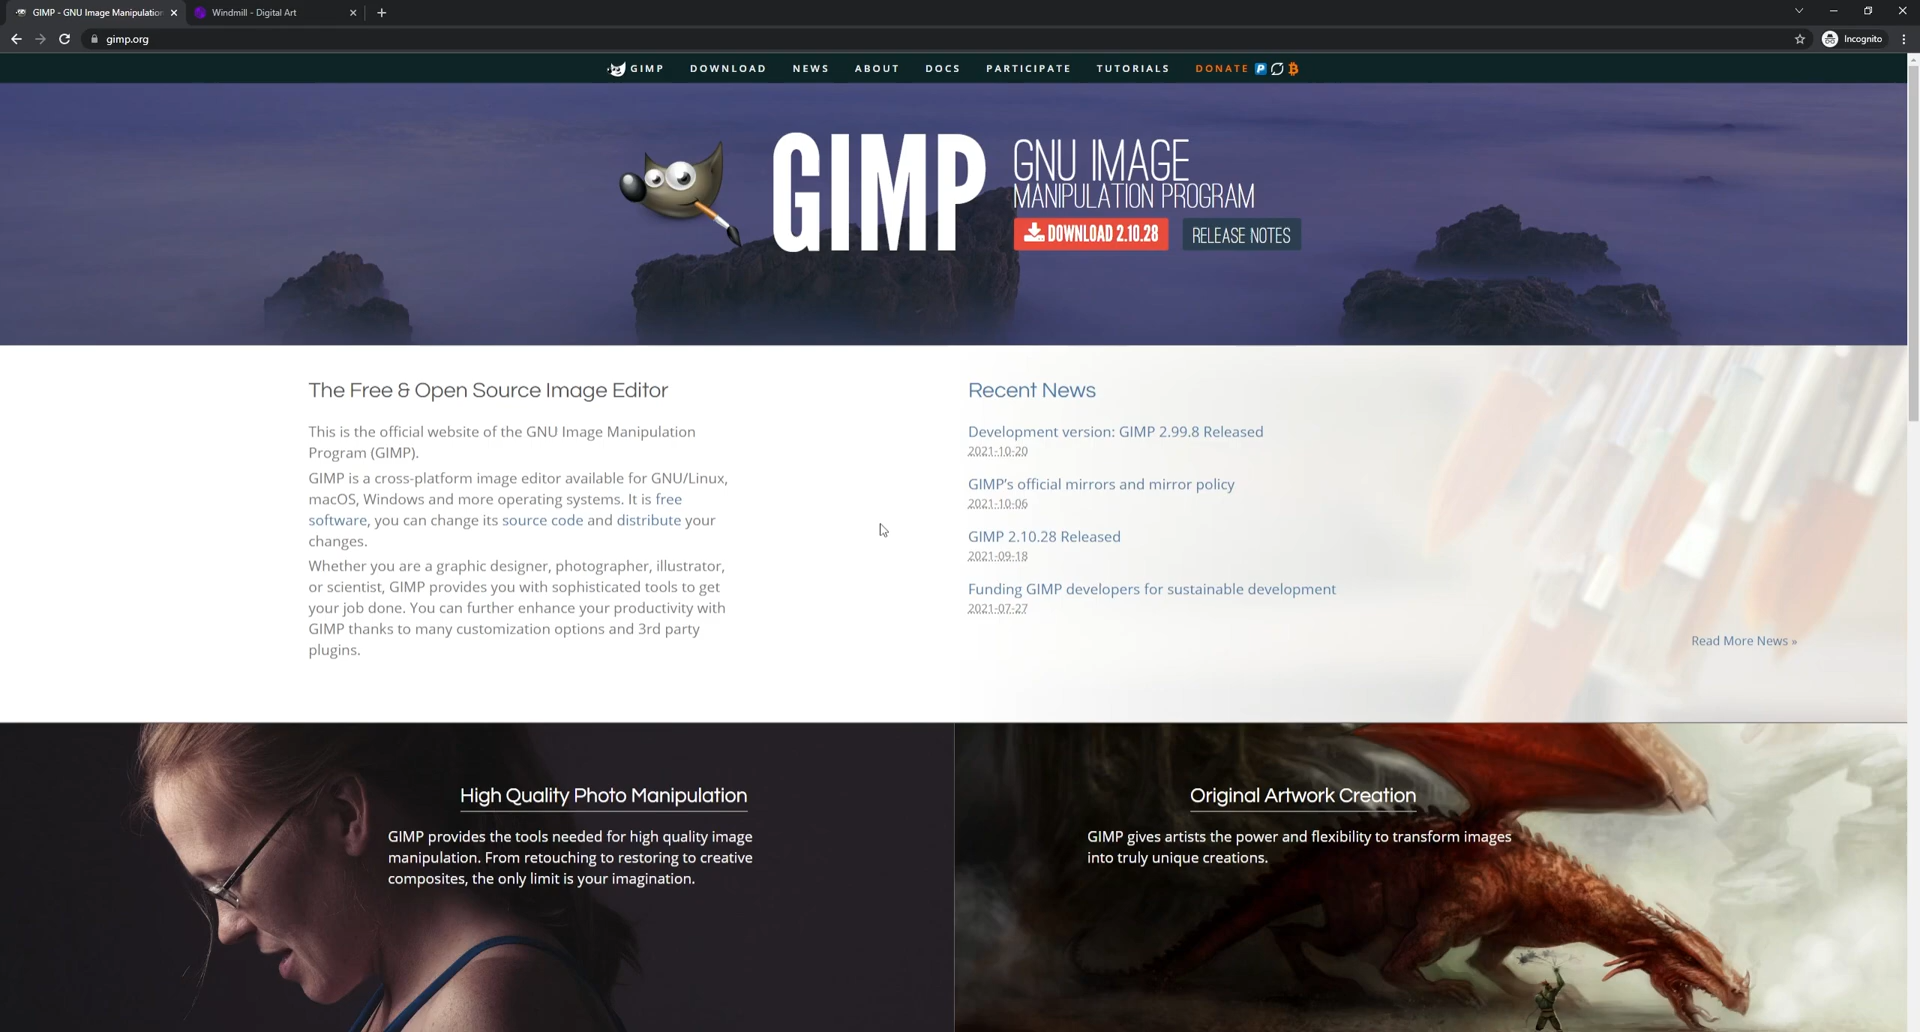 GIMP - GNU Image Manipulation
Windmill - Digital Art
gimp.org
Incognito
GIMP
DOWNLOAD
NEWS
ABOUT
DOCS
PARTICIPATE
TUTORIALS
DONATE
GIMP
GNU IMAGE
MANIPULATION PROGRAM
DOWNLOAD 2.10.28
RELEASE NOTES
The Free & Open Source Image Editor
This is the official website of the GNU Image Manipulation
Program (GIMP).
GIMP is a cross-platform image editor available for GNU/Linux,
macOS, Windows and more operating systems. It is free
software, you can change its source code and distribute your
changes.
Whether you are a graphic designer, photographer, illustrator,
or scientist, GIMP provides you with sophisticated tools to get
your job done. You can further enhance your productivity with
GIMP thanks to many customization options and 3rd party
plugins.
Recent News
Development version: GIMP 2.99.8 Released
2021-10-20
GIMP's official mirrors and mirror policy
2021-10-06
GIMP 2.10.28 Released
2021-09-18
Funding GIMP developers for sustainable development
2021-07-27
Read More News »
High Quality Photo Manipulation
GIMP provides the tools needed for high quality image
manipulation. From retouching to restoring to creative
composites, the only limit is your imagination.
Original Artwork Creation
GIMP gives artists the power and flexibility to transform images
into truly unique creations.